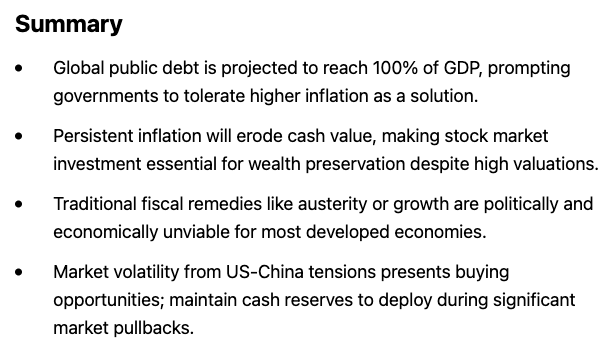 Summary
• Global public debt is projected to reach 100% of GDP, prompting
governments to tolerate higher inflation as a solution.
• Persistent inflation will erode cash value, making stock market
investment essential for wealth preservation despite high valuations.
• Traditional fiscal remedies like austerity or growth are politically and
economically unviable for most developed economies.
• Market volatility from US-China tensions presents buying
opportunities; maintain cash reserves to deploy during significant
market pullbacks.